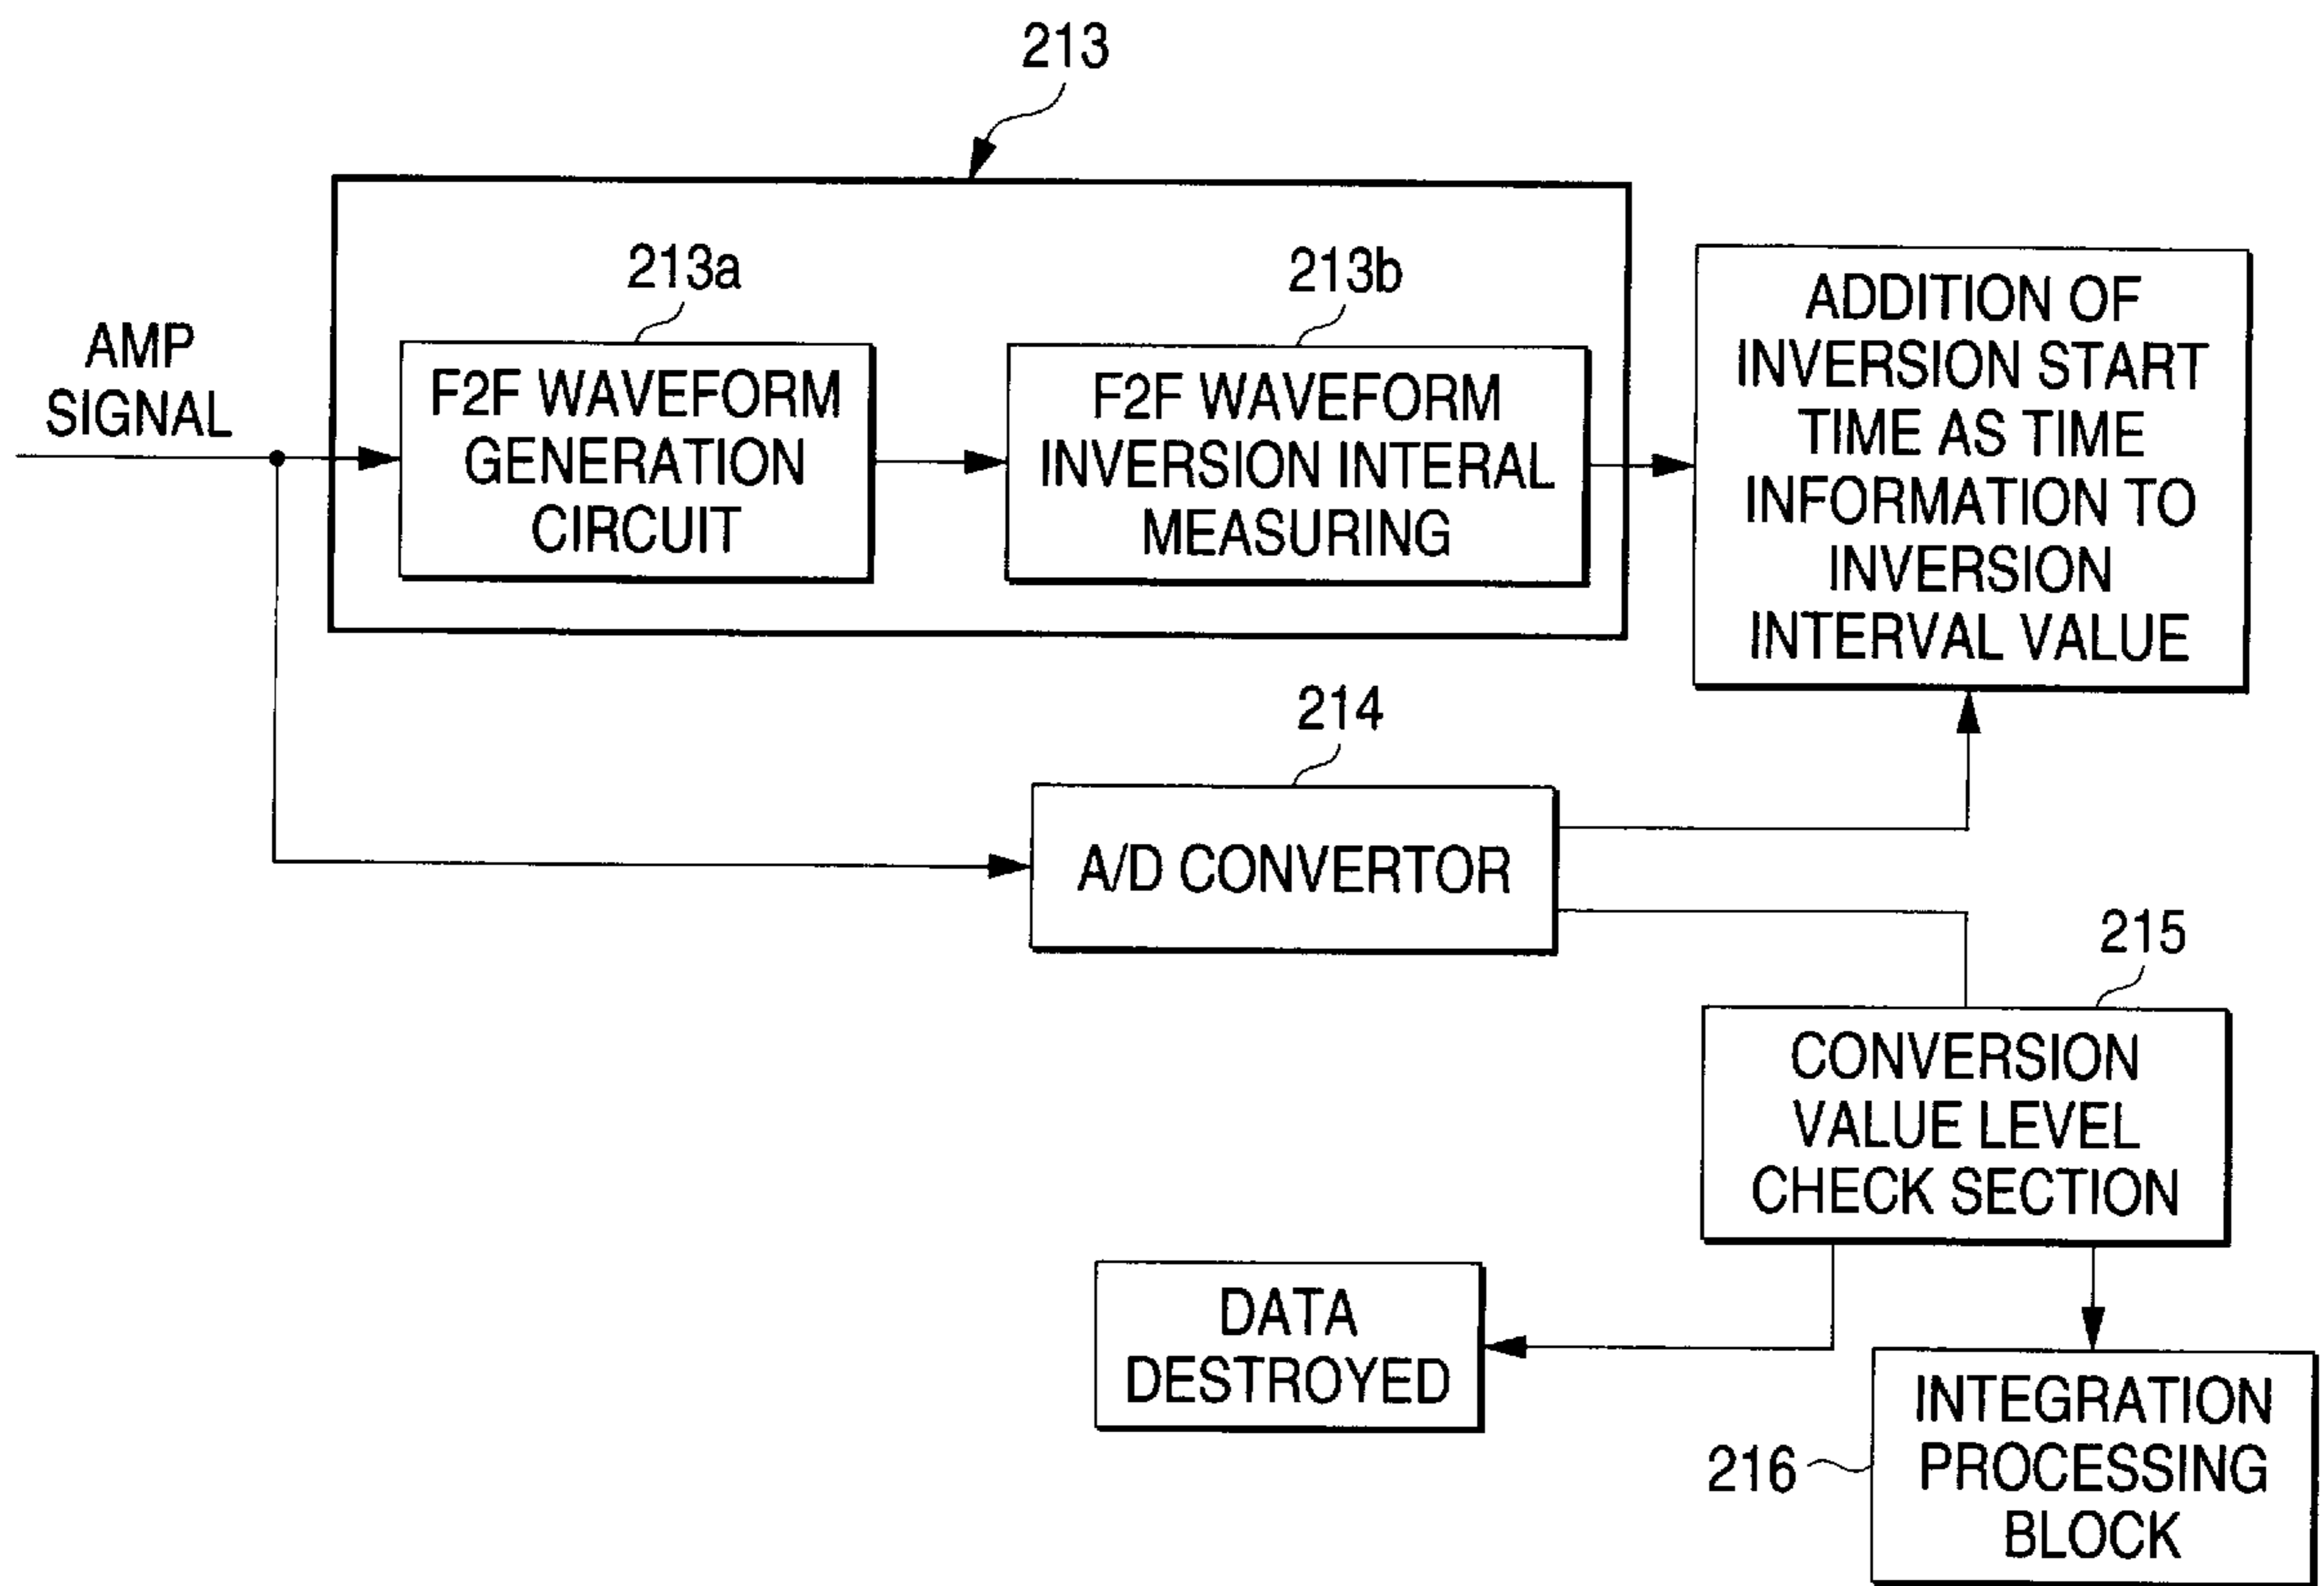 213
213a
213b
AMP
SIGNAL
F2F WAVEFORM
GENERATION
CIRCUIT
F2F WAVEFORM
INVERSION INTERAL
MEASURING
ADDITION OF
INVERSION START
TIME AS TIME
INFORMATION TO
INVERSION
INTERVAL VALUE
214
A/D CONVERTOR
215
CONVERSION
VALUE LEVEL
CHECK SECTION
DATA
DESTROYED
216
INTEGRATION
PROCESSING
BLOCK